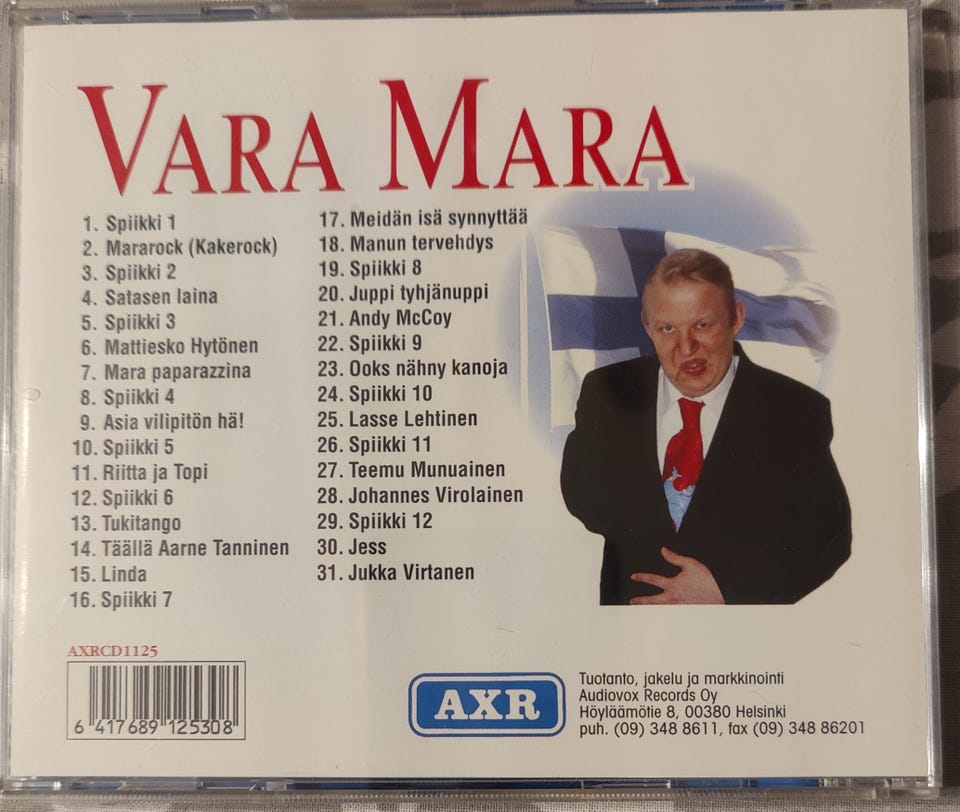 VARA MARA
1. Spiikki 1
2. Mararock (Kakerock)
3. Spiikki 2
4. Satasen laina
5. Spiikki 3
6. Mattiesko Hytönen
7. Mara paparazzina
8. Spiikki 4
9. Asia vilipitön hä!
10. Spiikki 5
11. Riitta ja Topi
12. Spiikki 6
13. Tukitango
14. Täällä Aarne Tanninen
15. Linda
16. Spiikki 7
17. Meidän isä synnyttää
18. Manun tervehdys
19. Spiikki 8
20. Juppi tyhjänuppi
21. Andy McCoy
22. Spiikki 9
23. Ooks nähny kanoja
24. Spiikki 10
25. Lasse Lehtinen
26. Spiikki 11
27. Teemu Munuainen
28. Johannes Virolainen
29. Spiikki 12
30. Jess
31. Jukka Virtanen
AXRCD1125
6 417689 125308
AXR
Tuotanto, jakelu ja markkinointi
Audiovox Records Oy
Höyläämötie 8, 00380 Helsinki
puh. (09) 348 8611, fax (09) 348 86201